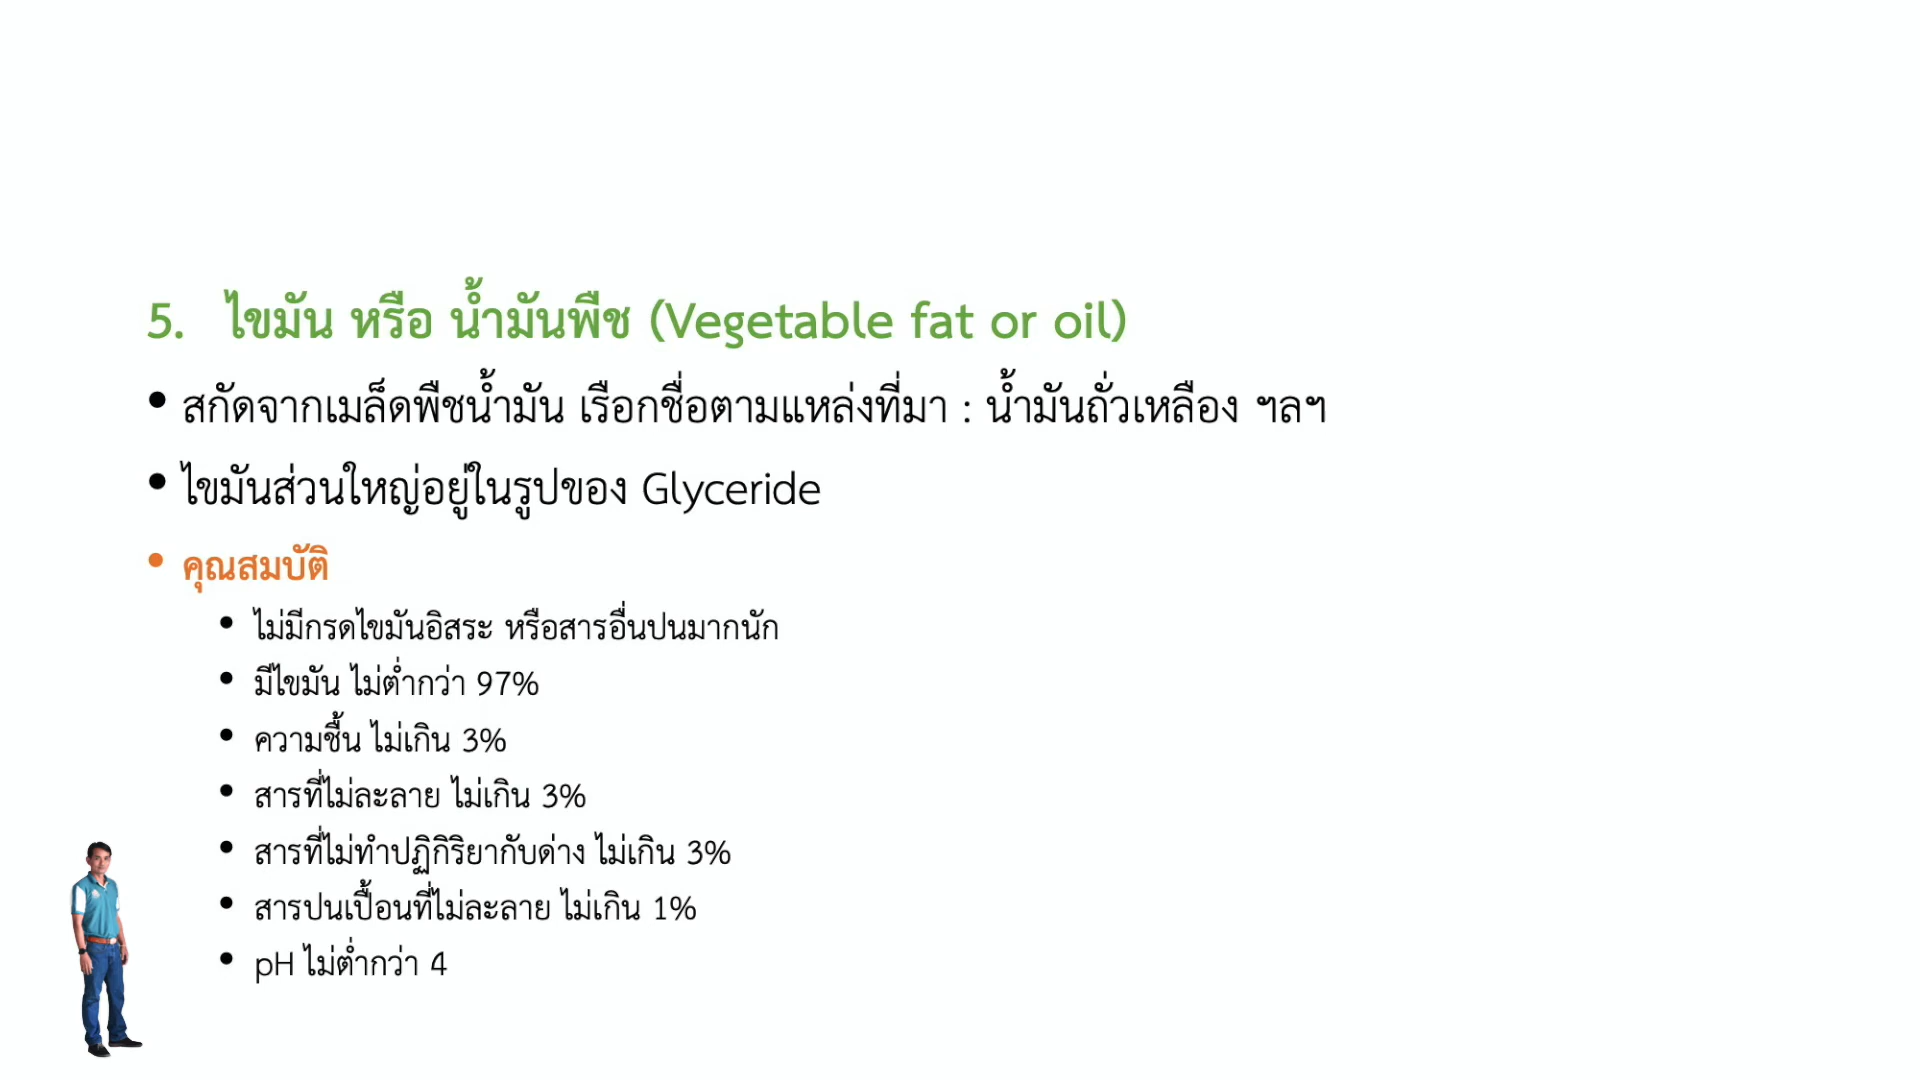 5. ไขมัน หรือ น้ำมันพืช (Vegetable fat or oil)
• สกัดจากเมล็ดพืชน้ำมัน เรือกชื่อตามแหล่งที่มา : น้ำมันถั่วเหลือง ฯลฯ
• ไขมันส่วนใหญ่อยู่ในรูปของ Glyceride
• คุณสมบัติ
• ไม่มีกรดไขมันอิสระ หรือสารอื่นปนมากนัก
• มีไขมัน ไม่ต่ำกว่า 97%
• ความชื้น ไม่เกิน 3%
• สารที่ไม่ละลาย ไม่เกิน 3%
• สารที่ไม่ทำปฏิกิริยากับด่าง ไม่เกิน 3%
• สารปนเปื้อนที่ไม่ละลาย ไม่เกิน 1%
• pH ไม่ต่ำกว่า 4